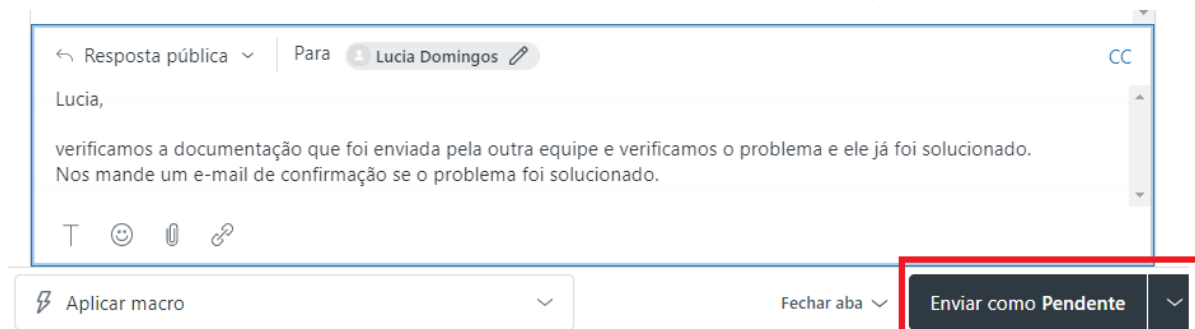 Resposta pública Para Lucia Domingos CC
Lucia,
verificamos a documentação que foi enviada pela outra equipe e verificamos o problema e ele já foi solucionado.
Nos mande um e-mail de confirmação se o problema foi solucionado.
T
Aplicar macro Fechar aba Enviar como Pendente